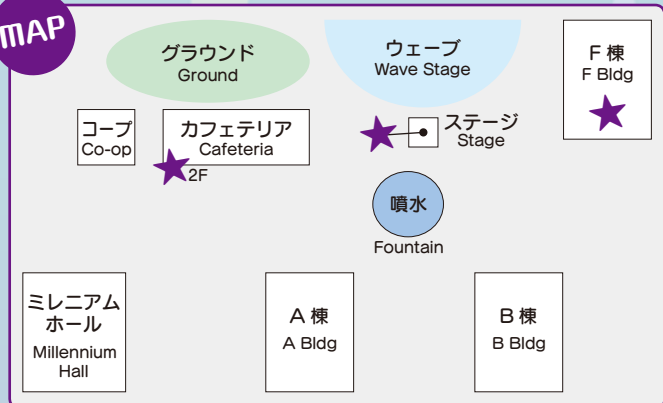 MAP
グラウンド
Ground
ウェーブ
Wave Stage
F 棟
F Bldg
コープ
Co-op
カフェテリア
Cafeteria
2F
ステージ
Stage
噴水
Fountain
ミレニアム
ホール
Millennium
Hall
A 棟
A Bldg
B 棟
B Bldg